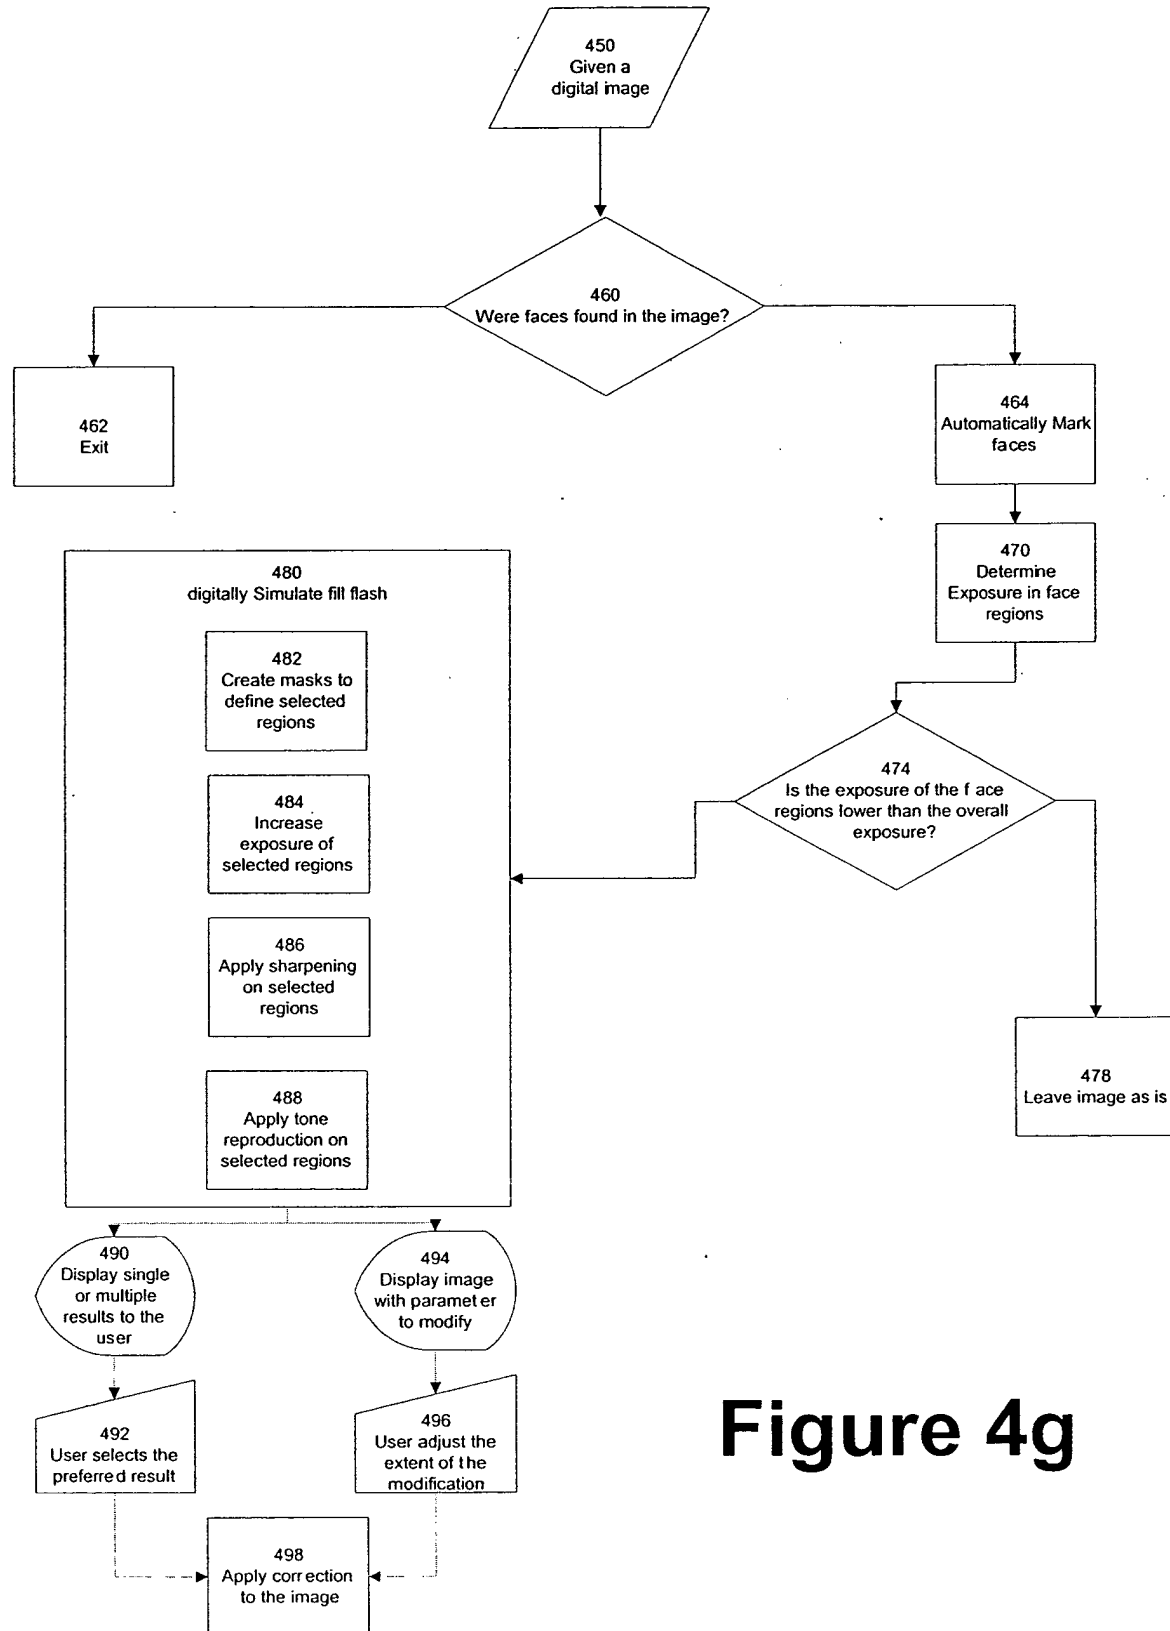 450
Given a
digital image
460
Were faces found in the image?
462
Exit
464
Automatically Mark
faces
470
Determine
Exposure in face
regions
474
Is the exposure of the f ace
regions lower than the overall
exposure?
478
Leave image as is
480
digitally Simulate fill flash
482
Create masks to
define selected
regions
484
Increase
exposure of
selected regions
486
Apply sharpening
on selected
regions
488
Apply tone
reproduction on
selected regions
490
Display single
or multiple
results to the
user
494
Display image
with parameter
to modify
492
User selects the
preferred result
496
User adjust the
extent of the
modification
498
Apply correction
to the image
Figure 4g